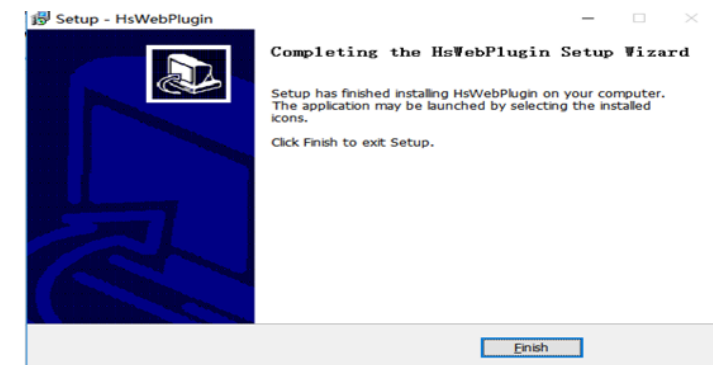 Setup - HsWebPlugin
Completing the HsWebPlugin Setup Wizard
Setup has finished installing HsWebPlugin on your computer.
The application may be launched by selecting the installed
icons.
Click Finish to exit Setup.
Finish